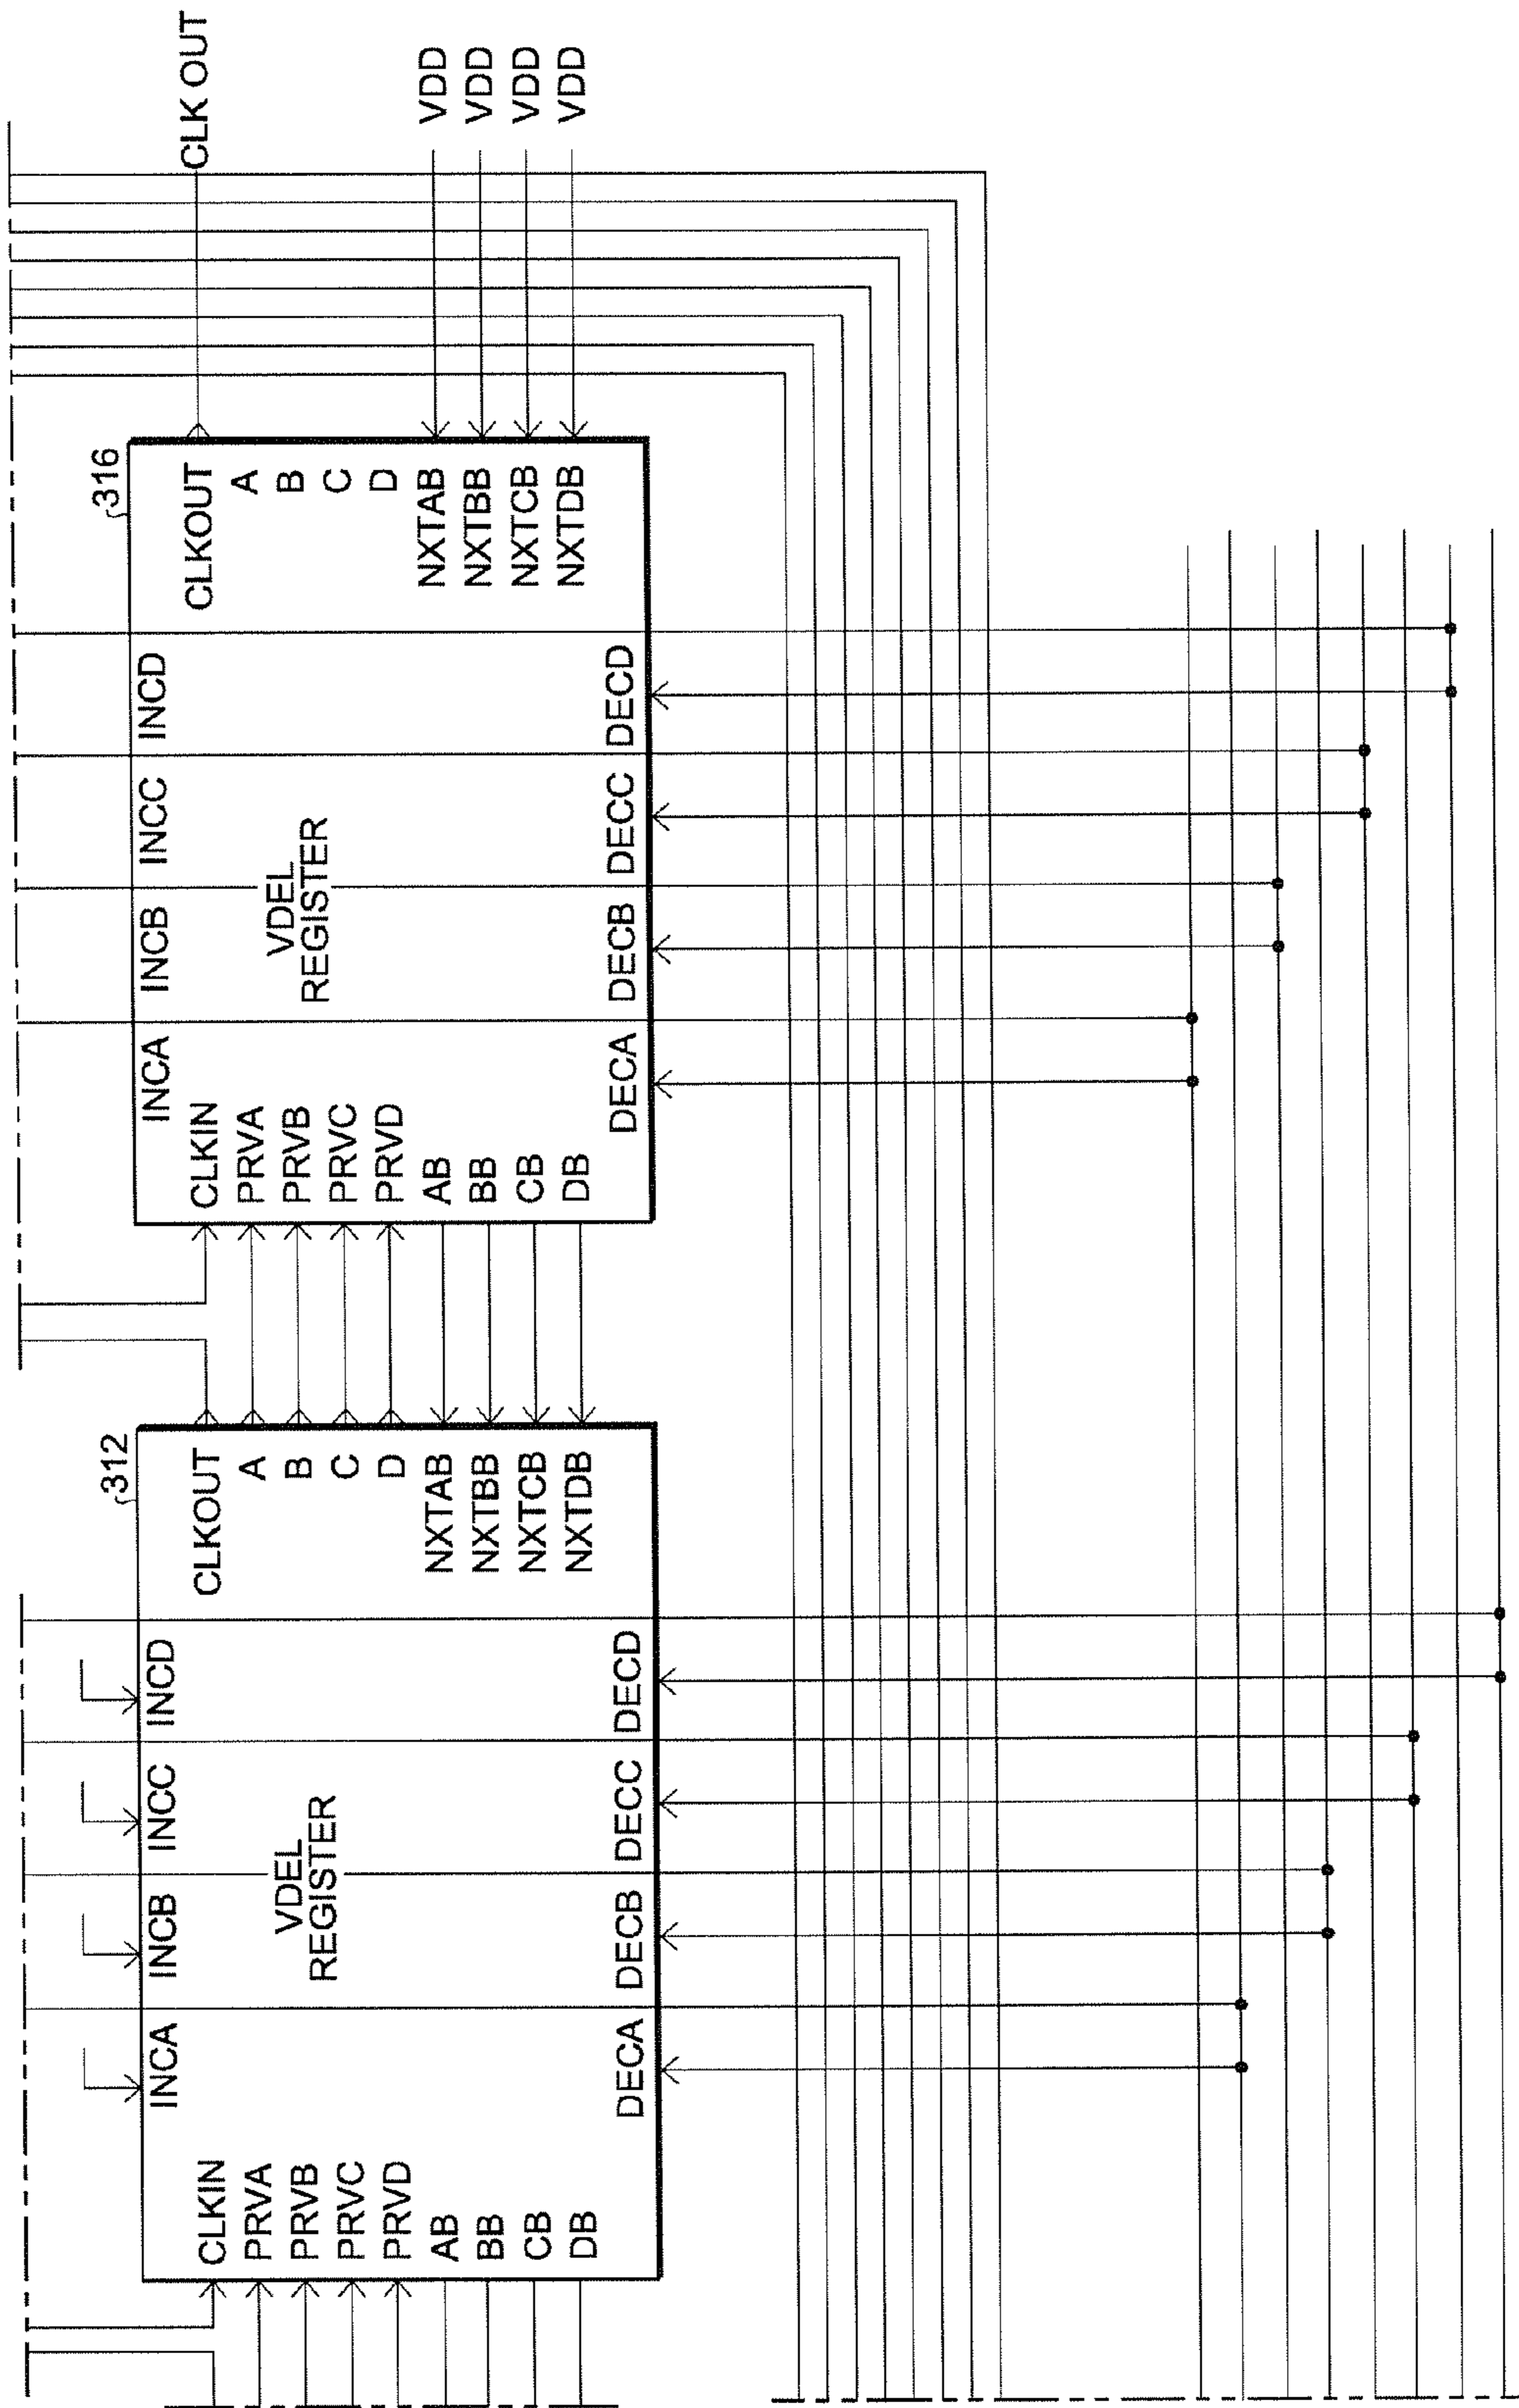 312
INCA
INCB
INCC
INCD
CLKIN
PRVA
PRVB
PRVC
PRVD
AB
BB
CB
DB
VDEL
REGISTER
CLKOUT
A
B
C
D
NXTAB
NXTBB
NXTCB
NXTDB
DECA
DECB
DECC
DECD
316
INCA
INCB
INCC
INCD
CLKIN
PRVA
PRVB
PRVC
PRVD
AB
BB
CB
DB
VDEL
REGISTER
CLKOUT
A
B
C
D
NXTAB
NXTBB
NXTCB
NXTDB
DECA
DECB
DECC
DECD
CLK OUT
VDD
VDD
VDD
VDD